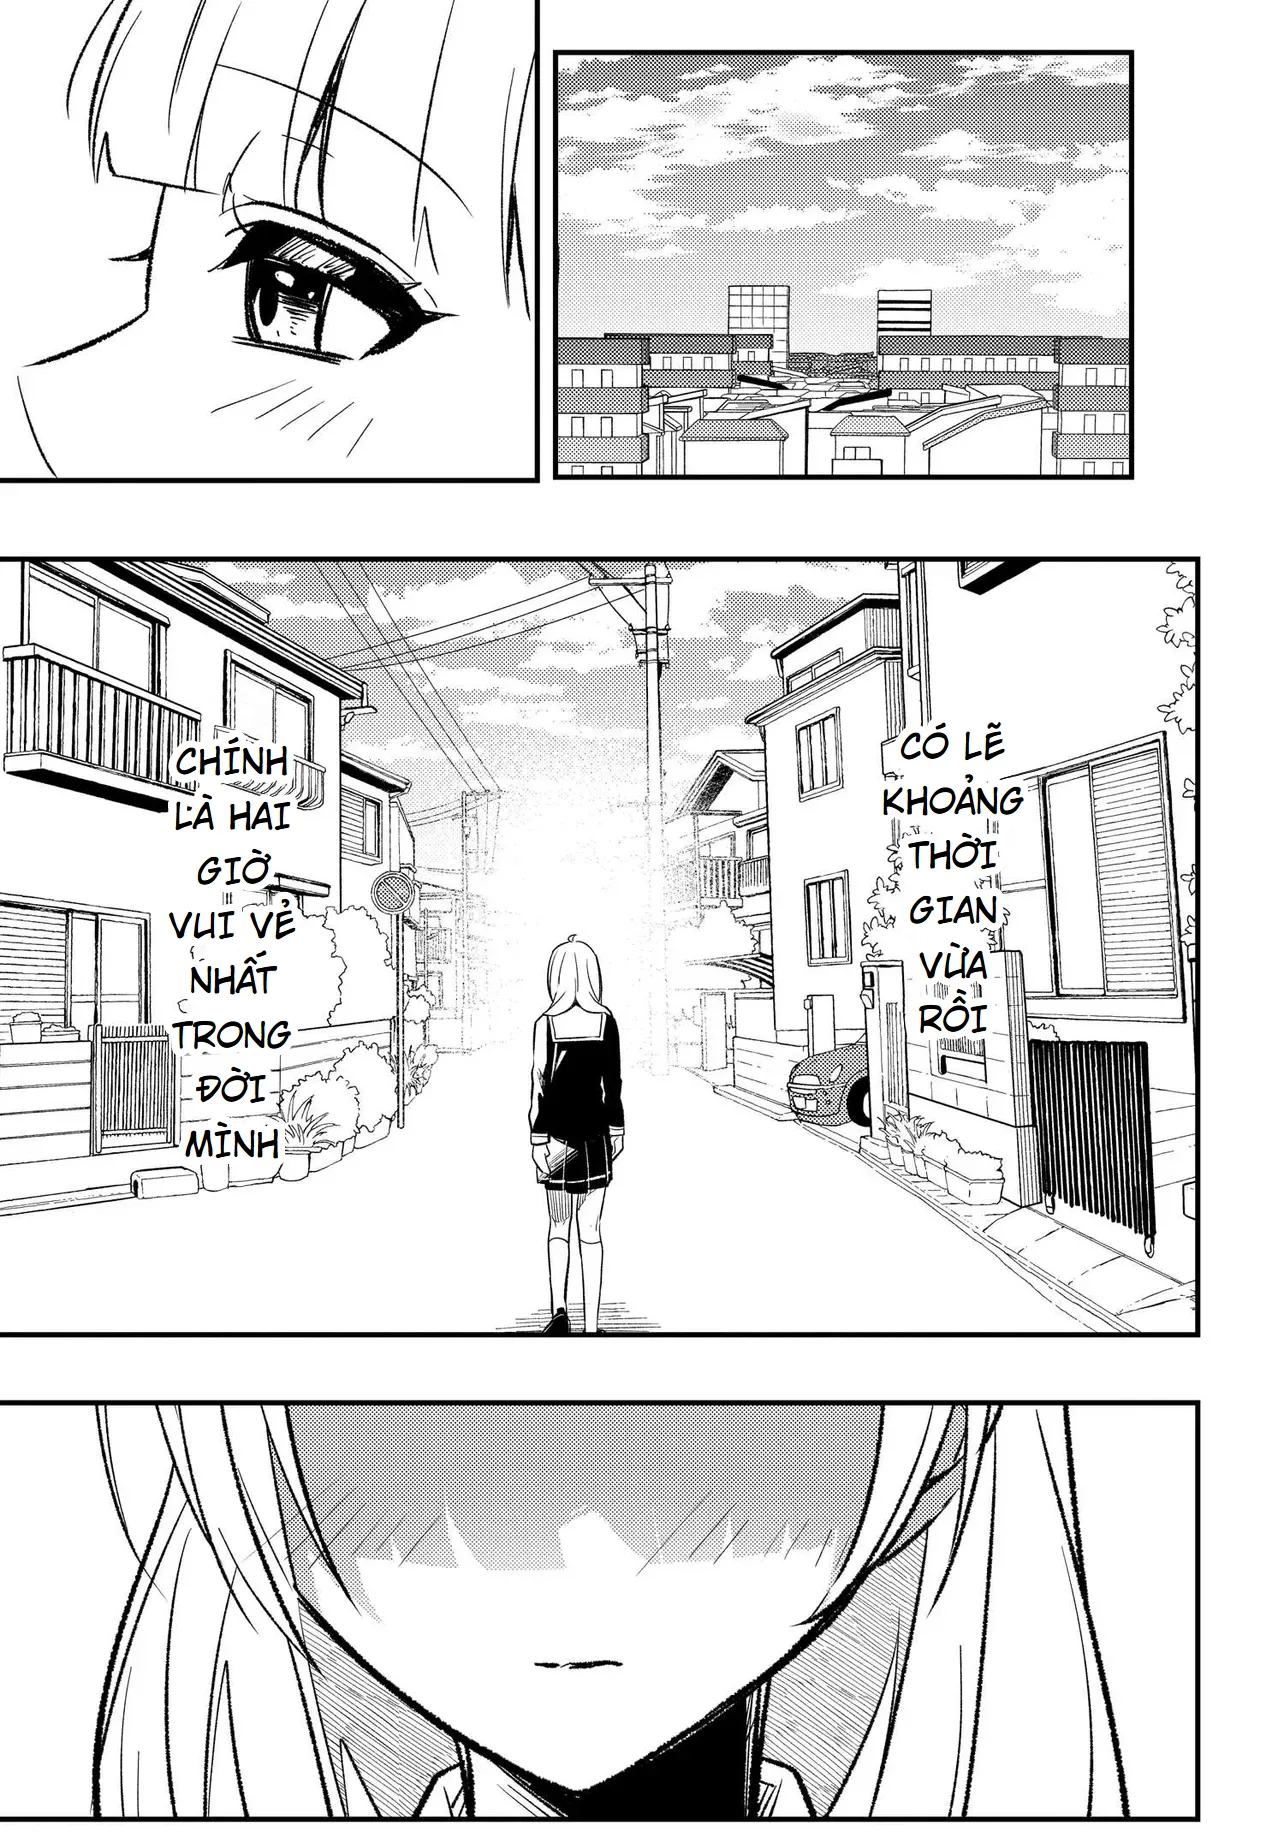 CÓ LẼ
KHOẢNG
THỜI
GIAN
VỪA
RỒI
CHÍNH
LÀ HAI
GIỜ
VUI VẺ
NHẤT
TRONG
ĐỜI
MÌNH